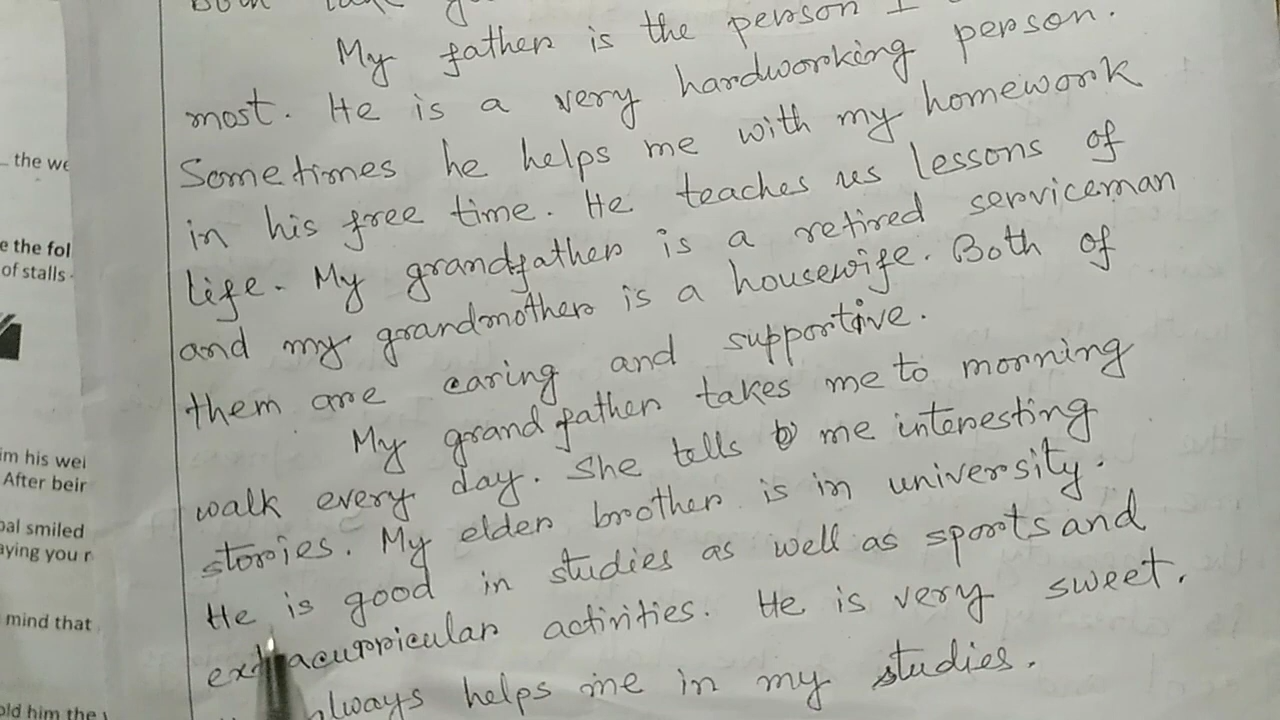 the we
e the fol
of stalls
im his wei
After beir
pal smiled
aying you r
mind that
old him the
My father is the person I
most. He is a very hardworking person.
Sometimes he helps me with my homework
in his free time. He teaches us lessons of
life. My grandfather is a retired serviceman
and my grandmother is a housewife. Both of
them are caring and supportive.
My grandfather takes me to morning
walk every day. She tells me interesting
stories. My elder brother is in university.
He is good in studies as well as sports and
extracurricular activities. He is very sweet.
always helps me in my studies.